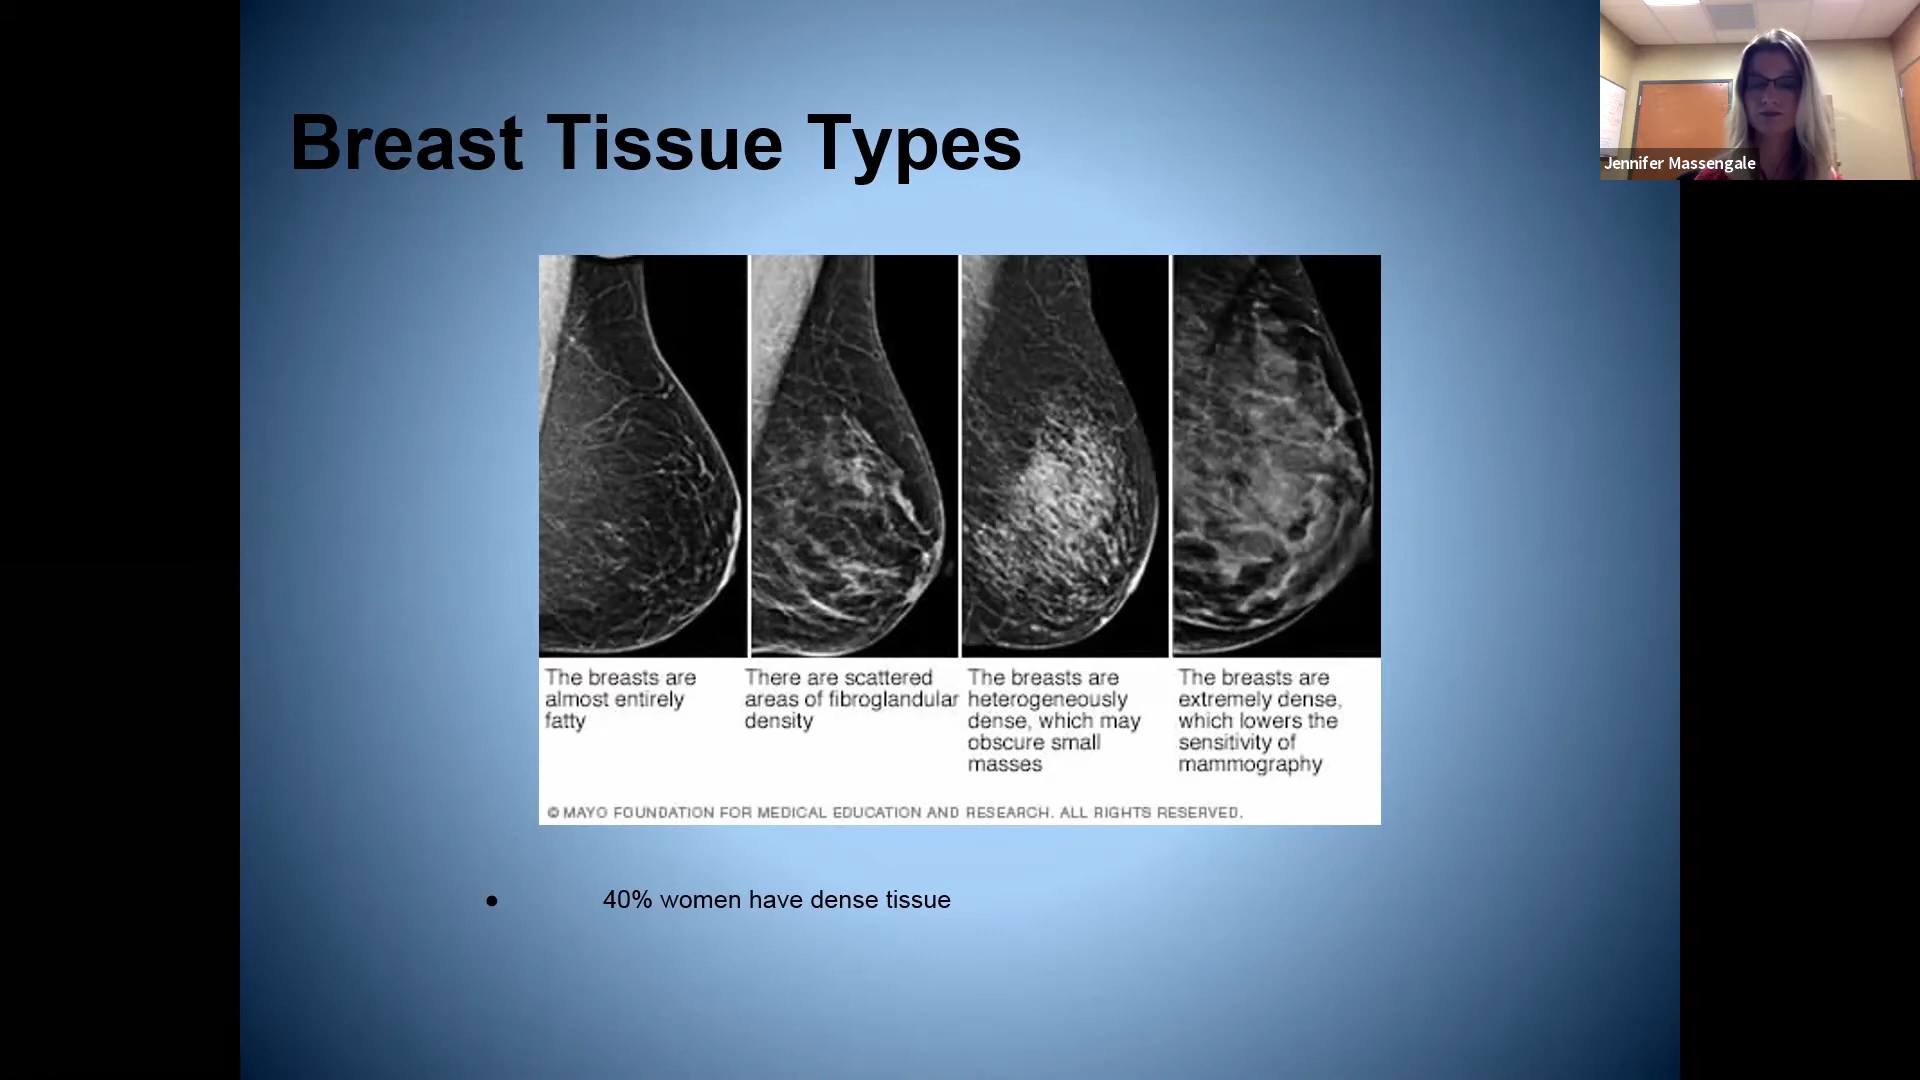 Breast Tissue Types
Jennifer Massengale
The breasts are
almost entirely
fatty
There are scattered
areas of fibroglandular
density
The breasts are
heterogeneously
dense, which may
obscure small
masses
The breasts are
extremely dense,
which lowers the
sensitivity of
mammography
© MAYO FOUNDATION FOR MEDICAL EDUCATION AND RESEARCH. ALL RIGHTS RESERVED.
• 40% women have dense tissue